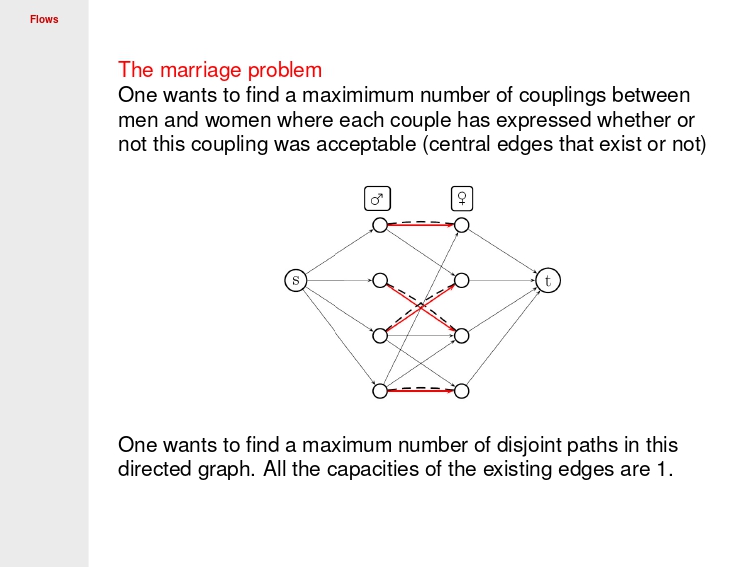 Flows
The marriage problem
One wants to find a maximimum number of couplings between
men and women where each couple has expressed whether or
not this coupling was acceptable (central edges that exist or not)
♂ ♀
s t
One wants to find a maximum number of disjoint paths in this
directed graph. All the capacities of the existing edges are 1.